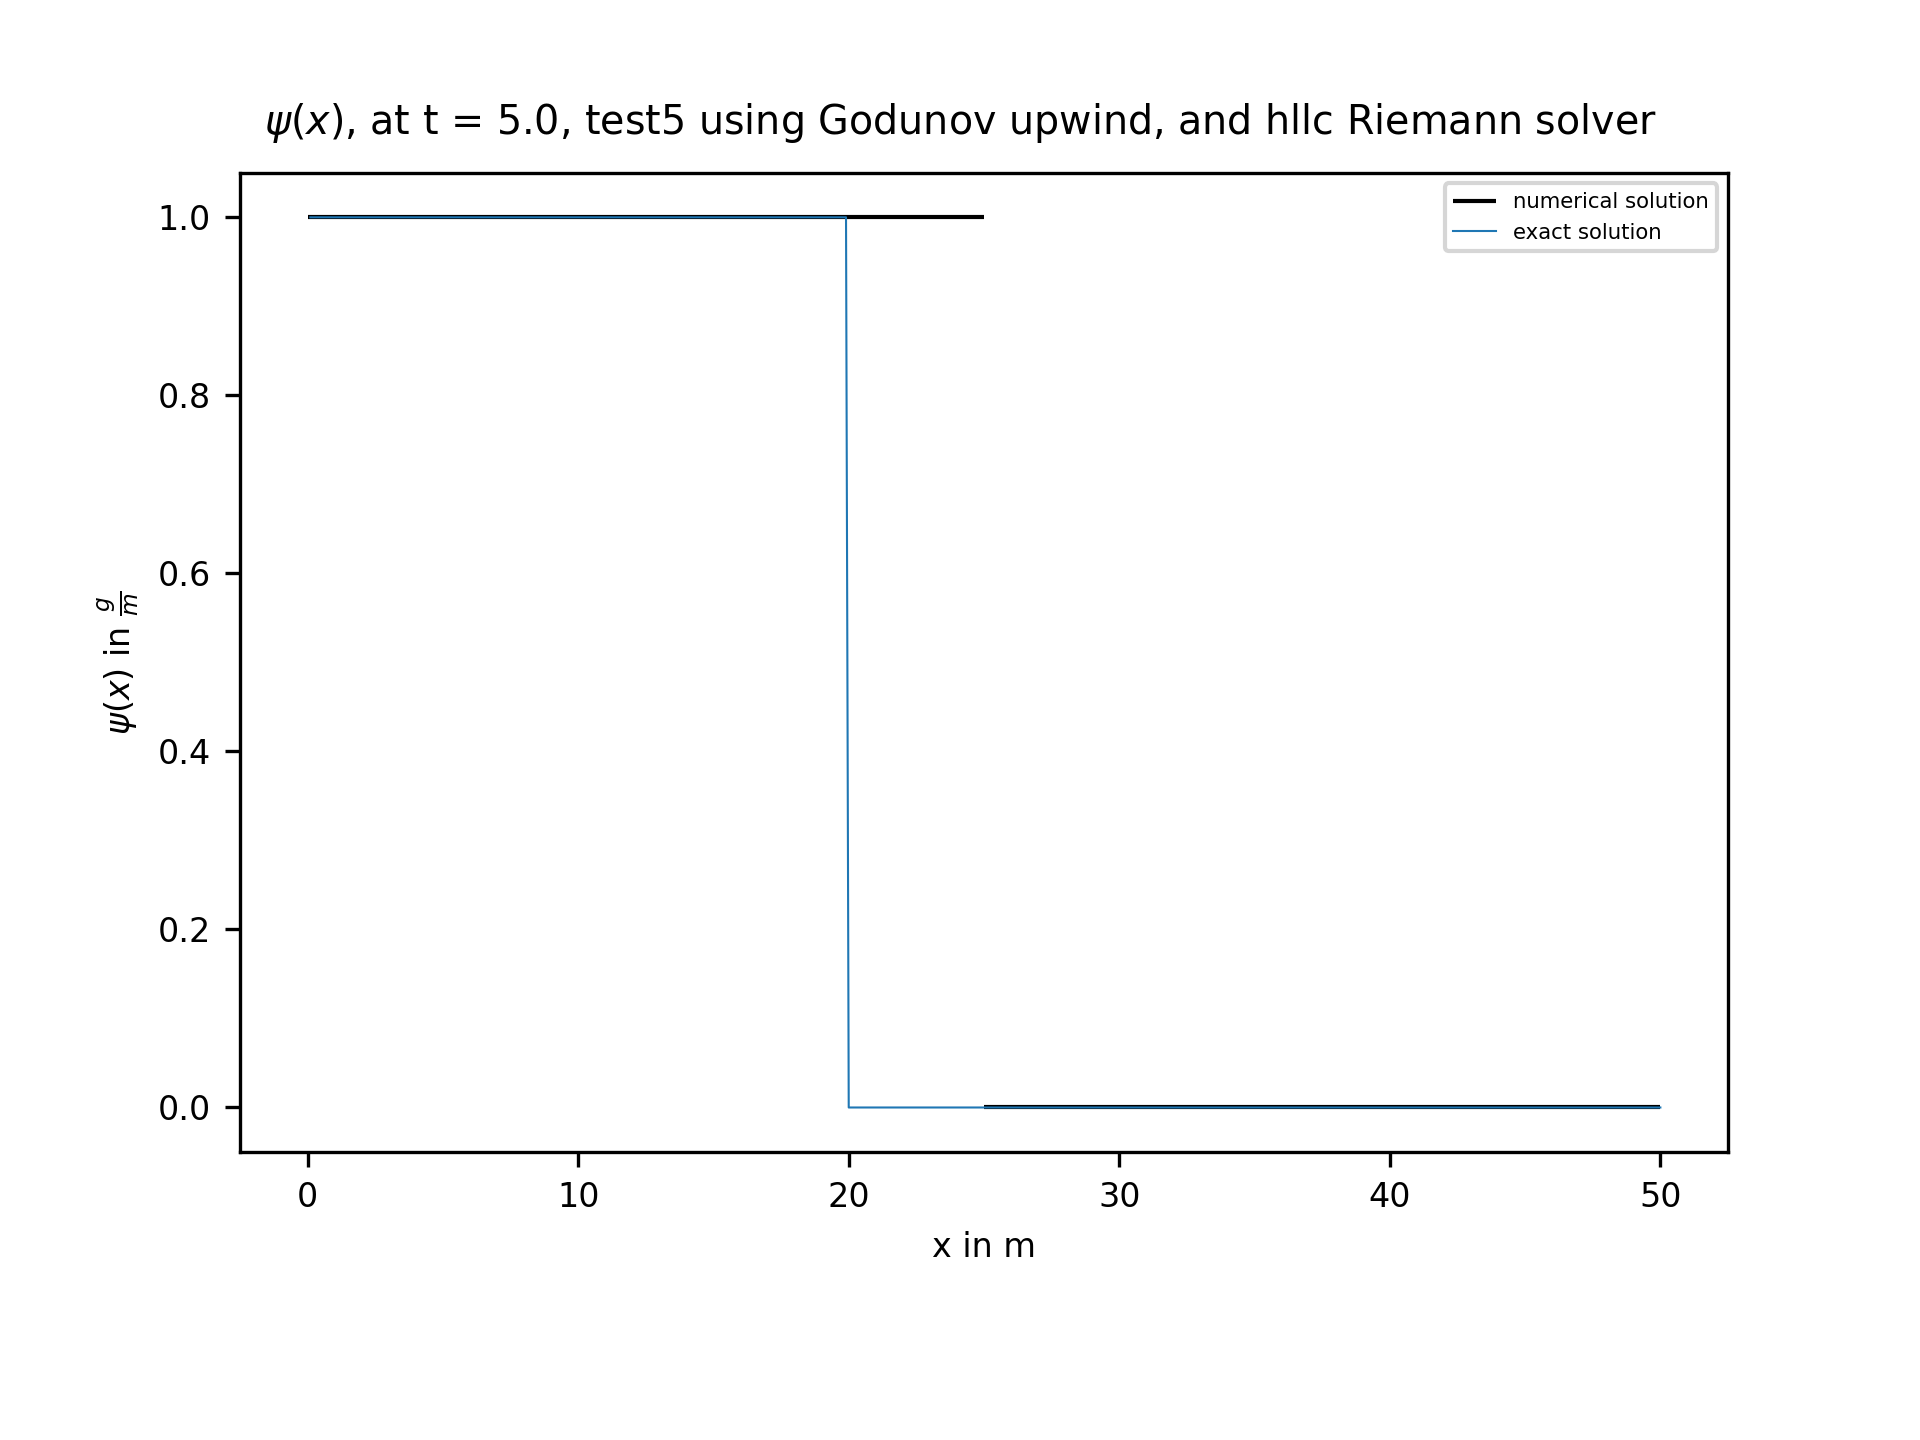 ψ(x), at t = 5.0, test5 using Godunov upwind, and hllc Riemann solver
numerical solution
exact solution
1.0
0.8
0.6
0.4
0.2
0.0
ψ(x) in g/m
0 10 20 30 40 50
x in m